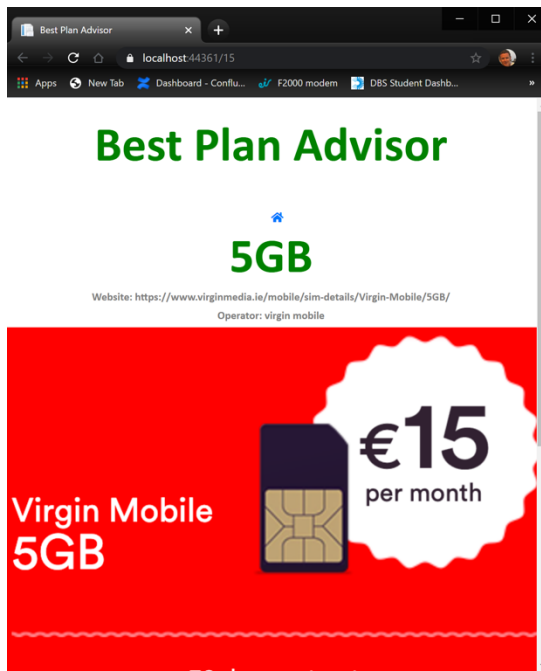 Best Plan Advisor
localhost:44361/15
Apps New Tab Dashboard - Conflu... F2000 modem DBS Student Dashb... »
Best Plan Advisor
5GB
Website: https://www.virginmedia.ie/mobile/sim-details/Virgin-Mobile/5GB/
Operator: virgin mobile
€15
per month
Virgin Mobile
5GB